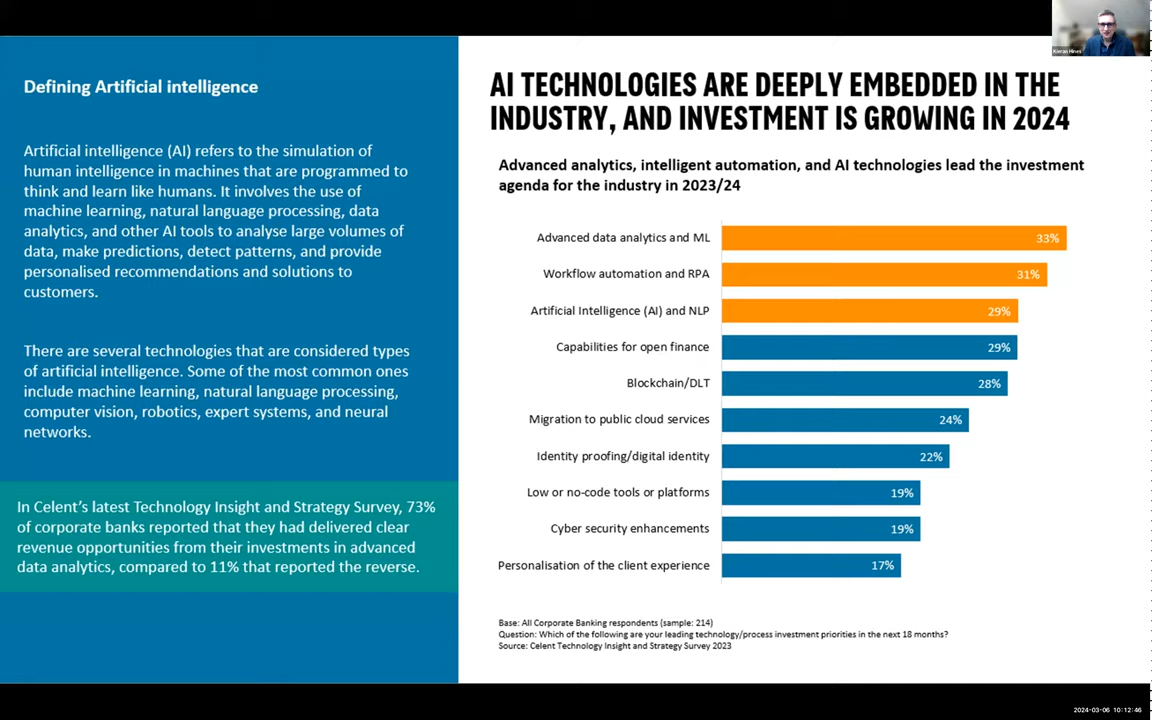 Kieran Hines
Defining Artificial intelligence
Artificial intelligence (AI) refers to the simulation of
human intelligence in machines that are programmed to
think and learn like humans. It involves the use of
machine learning, natural language processing, data
analytics, and other AI tools to analyse large volumes of
data, make predictions, detect patterns, and provide
personalised recommendations and solutions to
customers.
There are several technologies that are considered types
of artificial intelligence. Some of the most common ones
include machine learning, natural language processing,
computer vision, robotics, expert systems, and neural
networks.
In Celent’s latest Technology Insight and Strategy Survey, 73%
of corporate banks reported that they had delivered clear
revenue opportunities from their investments in advanced
data analytics, compared to 11% that reported the reverse.
AI TECHNOLOGIES ARE DEEPLY EMBEDDED IN THE
INDUSTRY, AND INVESTMENT IS GROWING IN 2024
Advanced analytics, intelligent automation, and AI technologies lead the investment
agenda for the industry in 2023/24
Advanced data analytics and ML 33%
Workflow automation and RPA 31%
Artificial Intelligence (AI) and NLP 29%
Capabilities for open finance 29%
Blockchain/DLT 28%
Migration to public cloud services 24%
Identity proofing/digital identity 22%
Low or no-code tools or platforms 19%
Cyber security enhancements 19%
Personalisation of the client experience 17%
Base: All Corporate Banking respondents (sample: 214)
Question: Which of the following are your leading technology/process investment priorities in the next 18 months?
Source: Celent Technology Insight and Strategy Survey 2023
2024-03-06 10:12:46